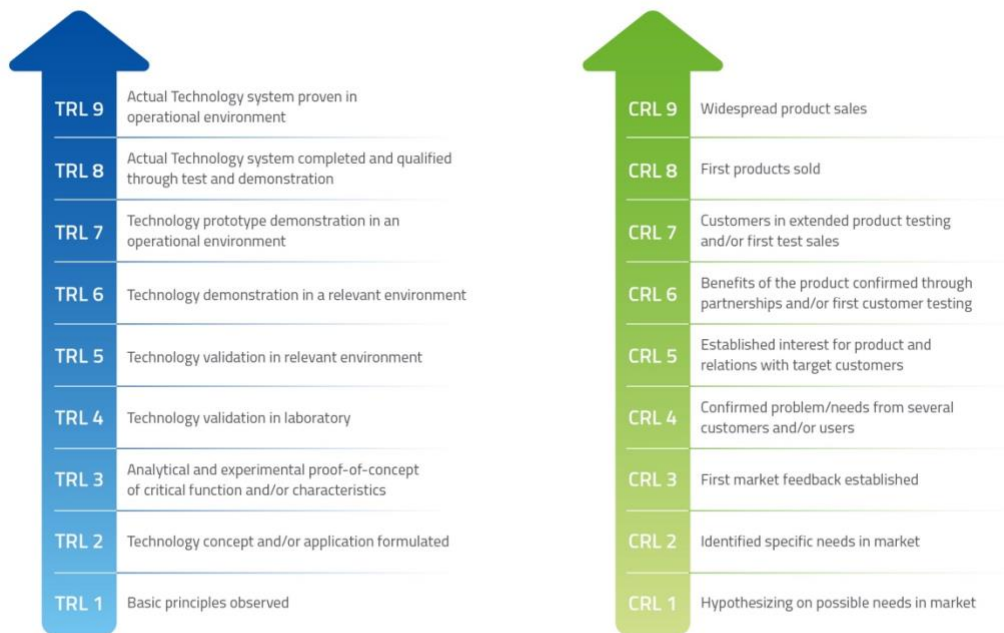 TRL 9
Actual Technology system proven in
operational environment
TRL 8
Actual Technology system completed and qualified
through test and demonstration
TRL 7
Technology prototype demonstration in an
operational environment
TRL 6
Technology demonstration in a relevant environment
TRL 5
Technology validation in relevant environment
TRL 4
Technology validation in laboratory
TRL 3
Analytical and experimental proof-of-concept
of critical function and/or characteristics
TRL 2
Technology concept and/or application formulated
TRL 1
Basic principles observed
CRL 9
Widespread product sales
CRL 8
First products sold
CRL 7
Customers in extended product testing
and/or first test sales
CRL 6
Benefits of the product confirmed through
partnerships and/or first customer testing
CRL 5
Established interest for product and
relations with target customers
CRL 4
Confirmed problem/needs from several
customers and/or users
CRL 3
First market feedback established
CRL 2
Identified specific needs in market
CRL 1
Hypothesizing on possible needs in market